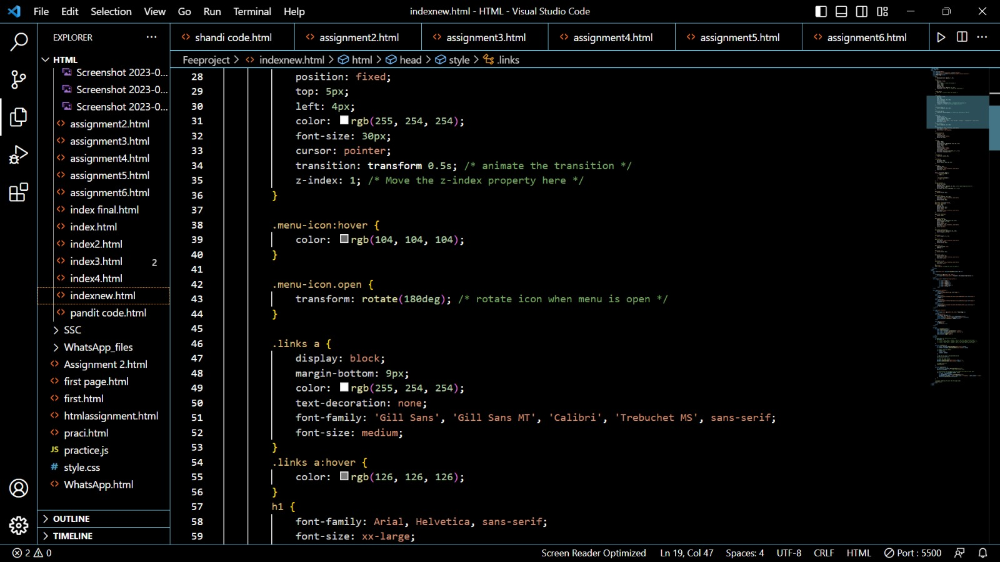 File Edit Selection View Go Run Terminal Help
indexnew.html - HTML - Visual Studio Code
EXPLORER
HTML
Screenshot 2023-0...
Screenshot 2023-0...
Screenshot 2023-0...
assignment2.html
assignment3.html
assignment4.html
assignment5.html
assignment6.html
index final.html
index.html
index2.html
index3.html 2
index4.html
indexnew.html
pandit code.html
SSC
WhatsApp_files
Assignment 2.html
first page.html
first.html
htmlassignment.html
praci.html
JS practice.js
# style.css
WhatsApp.html
OUTLINE
TIMELINE
shandi code.html assignment2.html assignment3.html assignment4.html assignment5.html assignment6.html
Feeproject > indexnew.html > html > head > style > .links
28 position: fixed;
29 top: 5px;
30 left: 4px;
31 color: rgb(255, 254, 254);
32 font-size: 30px;
33 cursor: pointer;
34 transition: transform 0.5s; /* animate the transition */
35 z-index: 1; /* Move the z-index property here */
36 }
37
38 .menu-icon:hover {
39 color: rgb(104, 104, 104);
40 }
41
42 .menu-icon.open {
43 transform: rotate(180deg); /* rotate icon when menu is open */
44 }
45
46 .links a {
47 display: block;
48 margin-bottom: 9px;
49 color: rgb(255, 254, 254);
50 text-decoration: none;
51 font-family: 'Gill Sans', 'Gill Sans MT', 'Calibri', 'Trebuchet MS', sans-serif;
52 font-size: medium;
53 }
54 .links a:hover {
55 color: rgb(126, 126, 126);
56 }
57 h1 {
58 font-family: Arial, Helvetica, sans-serif;
59 font-size: xx-large;
2 0 Screen Reader Optimized Ln 19, Col 47 Spaces: 4 UTF-8 CRLF HTML Port : 5500